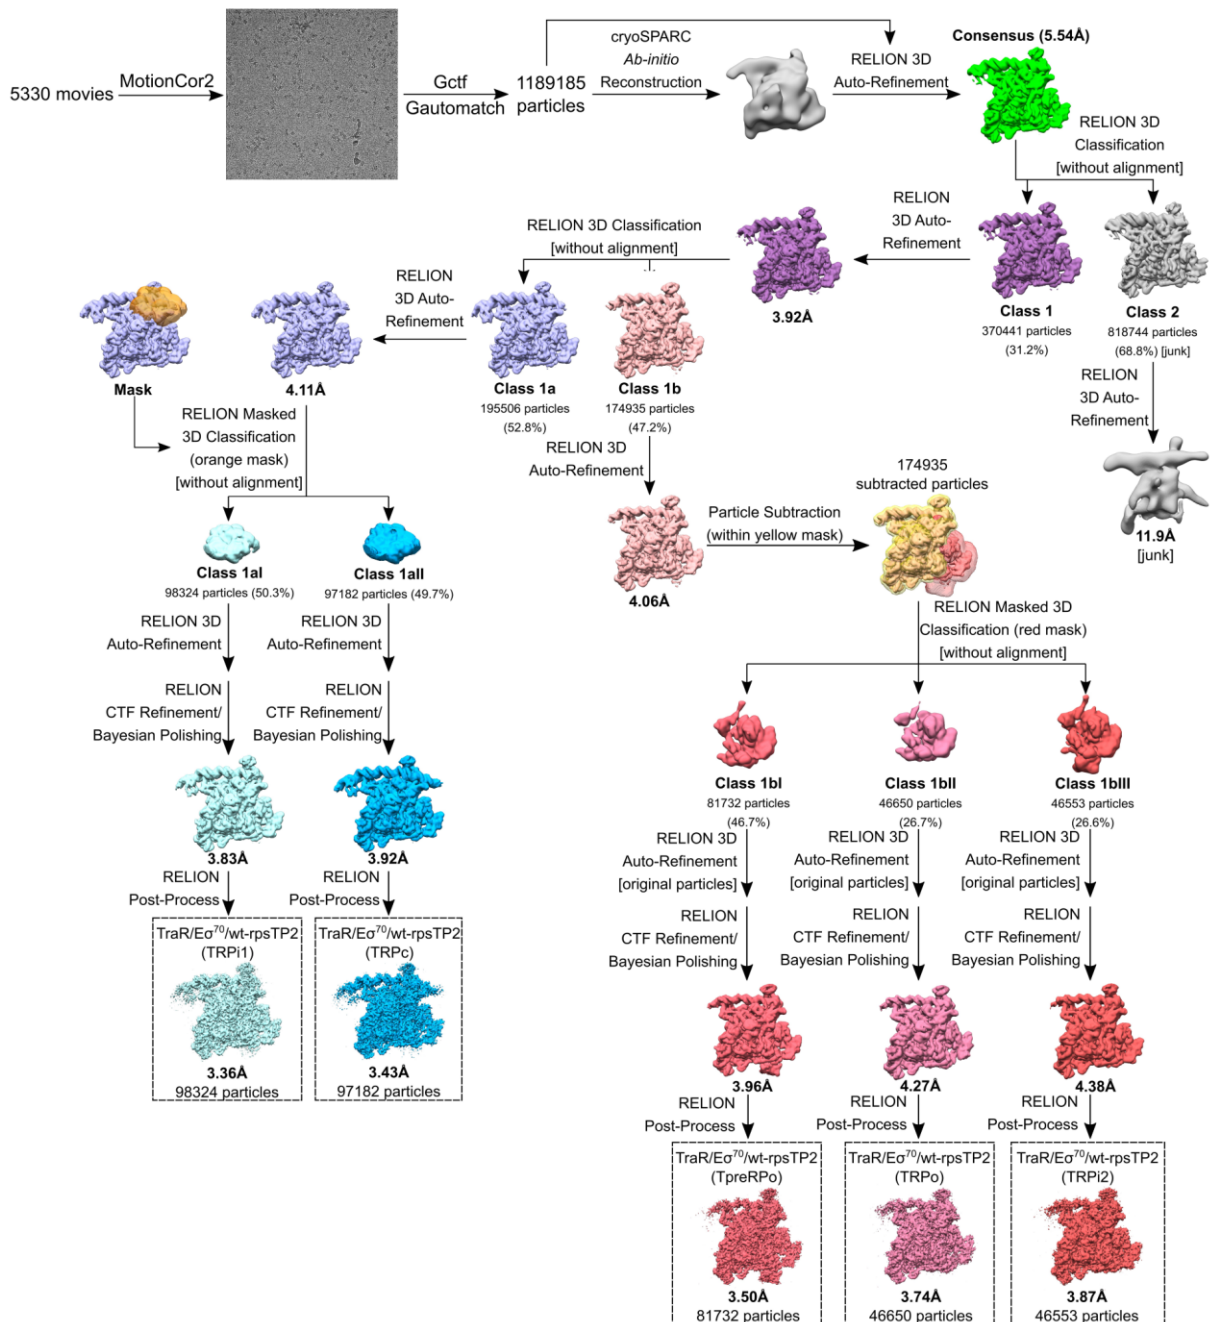 5330 movies
MotionCor2
Gctf
Gautomatch
1189185
particles
cryoSPARC
Ab-initio
Reconstruction
RELION 3D
Auto-Refinement
Consensus (5.54Å)
RELION 3D
Classification
[without alignment]
Class 1
370441 particles
(31.2%)
Class 2
818744 particles
(68.8%) [junk]
RELION
3D Auto-
Refinement
11.9Å
[junk]
RELION
3D Auto-
Refinement
3.92Å
RELION 3D Classification
[without alignment]
Class 1a
195506 particles
(52.8%)
Class 1b
174935 particles
(47.2%)
RELION
3D Auto-
Refinement
4.11Å
Mask
RELION Masked
3D Classification
(orange mask)
[without alignment]
Class 1aI
98324 particles (50.3%)
Class 1aII
97182 particles (49.7%)
RELION 3D
Auto-Refinement
RELION 3D
Auto-Refinement
RELION
CTF Refinement/
Bayesian Polishing
RELION
CTF Refinement/
Bayesian Polishing
3.83Å
3.92Å
RELION
Post-Process
RELION
Post-Process
TraR/Eσ70/wt-rpsTP2
(TRPi1)
3.36Å
98324 particles
TraR/Eσ70/wt-rpsTP2
(TRPc)
3.43Å
97182 particles
RELION 3D
Auto-Refinement
4.06Å
Particle Subtraction
(within yellow mask)
174935
subtracted particles
RELION Masked 3D
Classification (red mask)
[without alignment]
Class 1bI
81732 particles
(46.7%)
Class 1bII
46650 particles
(26.7%)
Class 1bIII
46553 particles
(26.6%)
RELION 3D
Auto-Refinement
[original particles]
RELION 3D
Auto-Refinement
[original particles]
RELION 3D
Auto-Refinement
[original particles]
RELION
CTF Refinement/
Bayesian Polishing
RELION
CTF Refinement/
Bayesian Polishing
RELION
CTF Refinement/
Bayesian Polishing
3.96Å
4.27Å
4.38Å
RELION
Post-Process
RELION
Post-Process
RELION
Post-Process
TraR/Eσ70/wt-rpsTP2
(TpreRPo)
3.50Å
81732 particles
TraR/Eσ70/wt-rpsTP2
(TRPo)
3.74Å
46650 particles
TraR/Eσ70/wt-rpsTP2
(TRPi2)
3.87Å
46553 particles